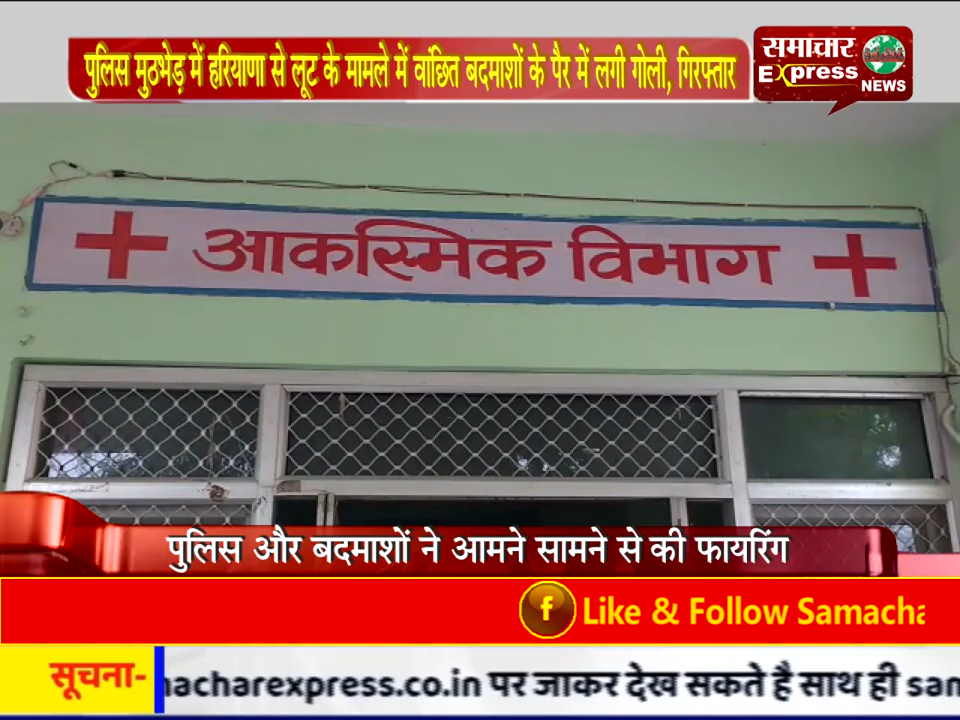 पुलिस मुठभेड़ में हरियाणा से लूट के मामले में वांछित बदमाशों के पैर में लगी गोली, गिरफ्तार
समाचार
Express
NEWS
आकस्मिक विभाग
पुलिस और बदमाशों ने आमने सामने से की फायरिंग
f Like & Follow Samacha
सूचना- macharexpress.co.in पर जाकर देख सकते है साथ ही sam